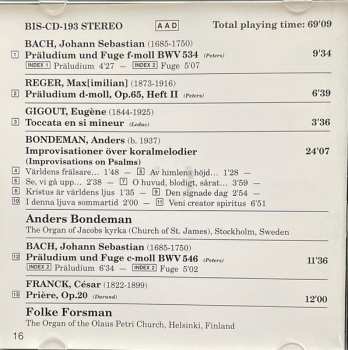 BIS-CD-193 STEREO AAD Total playing time: 69'09
BACH, Johann Sebastian (1685-1750)
1 Präludium und Fuge f-moll BWV 534 (Peters) 9'34
INDEX 1 Präludium 4'27 – INDEX 2 Fuge 5'07
REGER, Max[imilian] (1873-1916)
2 Präludium d-moll, Op.65, Heft II (Peters) 6'39
GIGOUT, Eugène (1844-1925)
3 Toccata en si mineur (Leduc) 3'36
BONDEMAN, Anders (b. 1937)
Improvisationer över koralmelodier 24'07
(Improvisations on Psalms)
4 Världens frälsare... 1'48 – 5 Av himlens höjd... 1'48 –
6 Se, vi gå upp... 2'38 – 7 O huvud, blodigt, sårat... 3'59 –
8 Kristus är världens ljus 1'35 – 9 Den signade dag 2'54 –
10 I denna ljuva sommartid 2'00 – 11 Veni creator spiritus 6'51
Anders Bondeman
The Organ of Jacobs kyrka (Church of St. James), Stockholm, Sweden
BACH, Johann Sebastian (1685-1750)
12 Präludium und Fuge c-moll BWV 546 (Peters) 11'36
INDEX 1 Präludium 6'34 – INDEX 2 Fuge 5'02
FRANCK, César (1822-1899)
13 Prière, Op.20 (Durand) 12'00
Folke Forsman
The Organ of the Olaus Petri Church, Helsinki, Finland
16